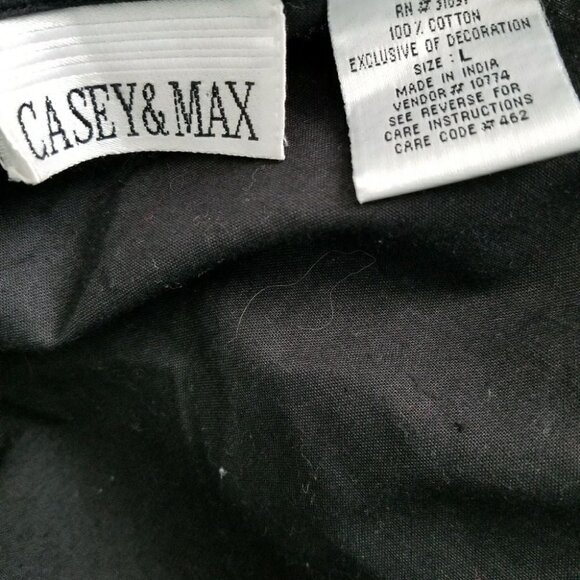 CASEY & MAX
100% COTTON
EXCLUSIVE OF DECORATION
SIZE : L
MADE IN INDIA
VENDOR# 10774
SEE REVERSE FOR
CARE INSTRUCTIONS
CARE CODE # 462